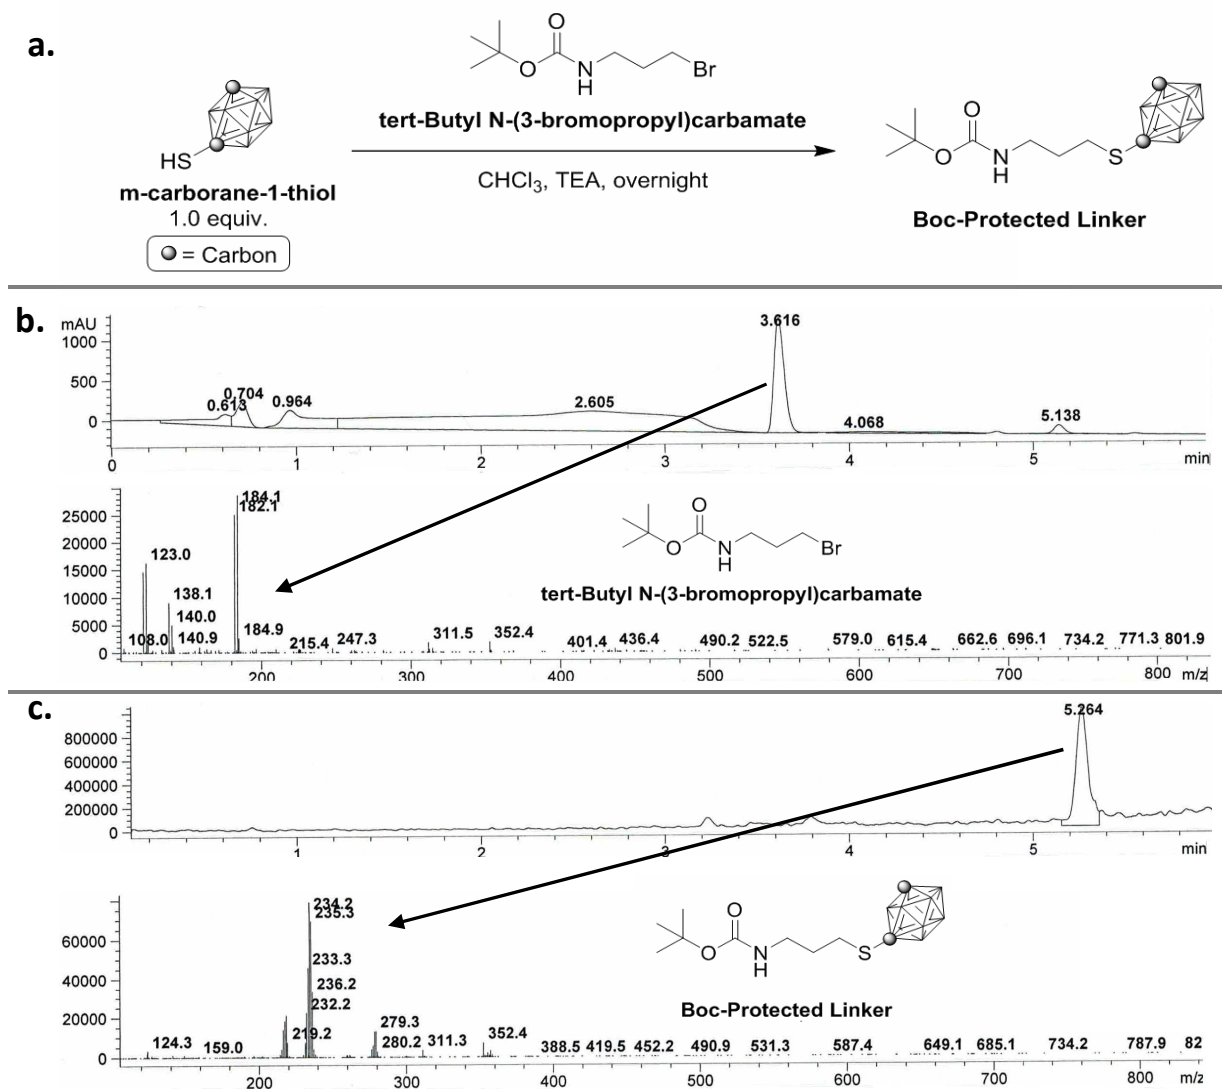 a.
O
O
N
H
Br
tert-Butyl N-(3-bromopropyl)carbamate
CHCl3, TEA, overnight
HS
m-carborane-1-thiol
1.0 equiv.
= Carbon
O
O
N
H
S
Boc-Protected Linker
b.
mAU
1000
500
0
0.613
0.704
0.964
2.605
3.616
4.068
5.138
0 1 2 3 4 5 min
25000
20000
15000
10000
5000
0
184.1
182.1
123.0
138.1
140.0
108.0 140.9 184.9 215.4 247.3 311.5 352.4 401.4 436.4 490.2 522.5 579.0 615.4 662.6 696.1 734.2 771.3 801.9
O
O
N
H
Br
tert-Butyl N-(3-bromopropyl)carbamate
200 300 400 500 600 700 800 m/z
c.
800000
600000
400000
200000
0
5.264
1 2 3 4 5 min
60000
40000
20000
0
234.2
235.3
233.3
236.2
232.2
219.2
279.3
280.2
124.3 159.0 311.3 352.4 388.5 419.5 452.2 490.9 531.3 587.4 649.1 685.1 734.2 787.9 82
O
O
N
H
S
Boc-Protected Linker
200 300 400 500 600 700 800 m/z